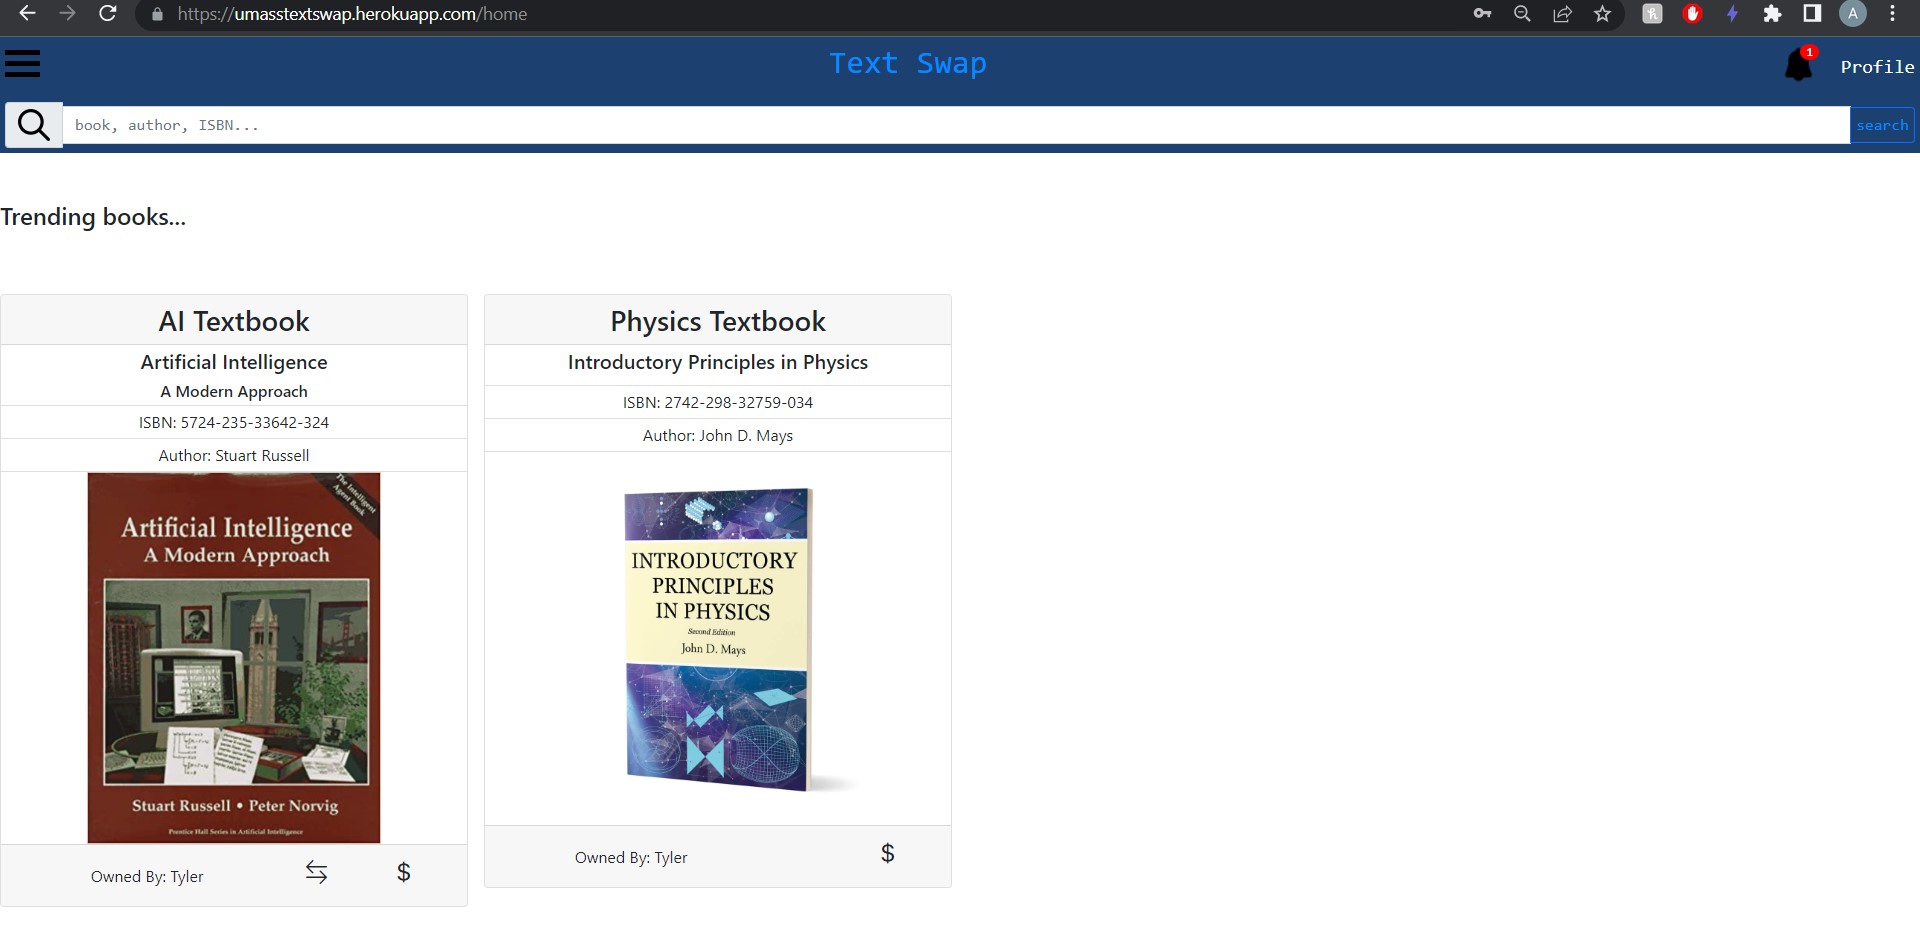 https://umasstextswap.herokuapp.com/home
A
Text Swap
1
Profile
book, author, ISBN...
search
Trending books...
AI Textbook
Artificial Intelligence
A Modern Approach
ISBN: 5724-235-33642-324
Author: Stuart Russell
The Intelligent
Agent Book
Artificial Intelligence
A Modern Approach
Stuart Russell • Peter Norvig
Prentice Hall Series in Artificial Intelligence
Owned By: Tyler
$
Physics Textbook
Introductory Principles in Physics
ISBN: 2742-298-32759-034
Author: John D. Mays
INTRODUCTORY
PRINCIPLES
IN PHYSICS
Second Edition
John D. Mays
Owned By: Tyler
$